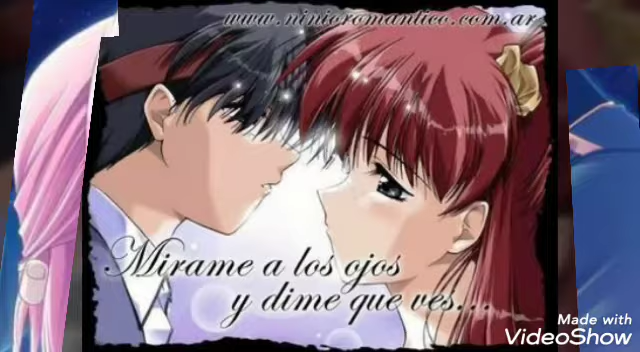 www.ninioromantico.com.ar
Mirame a los ojos
y dime que ves...
Made with
VideoShow